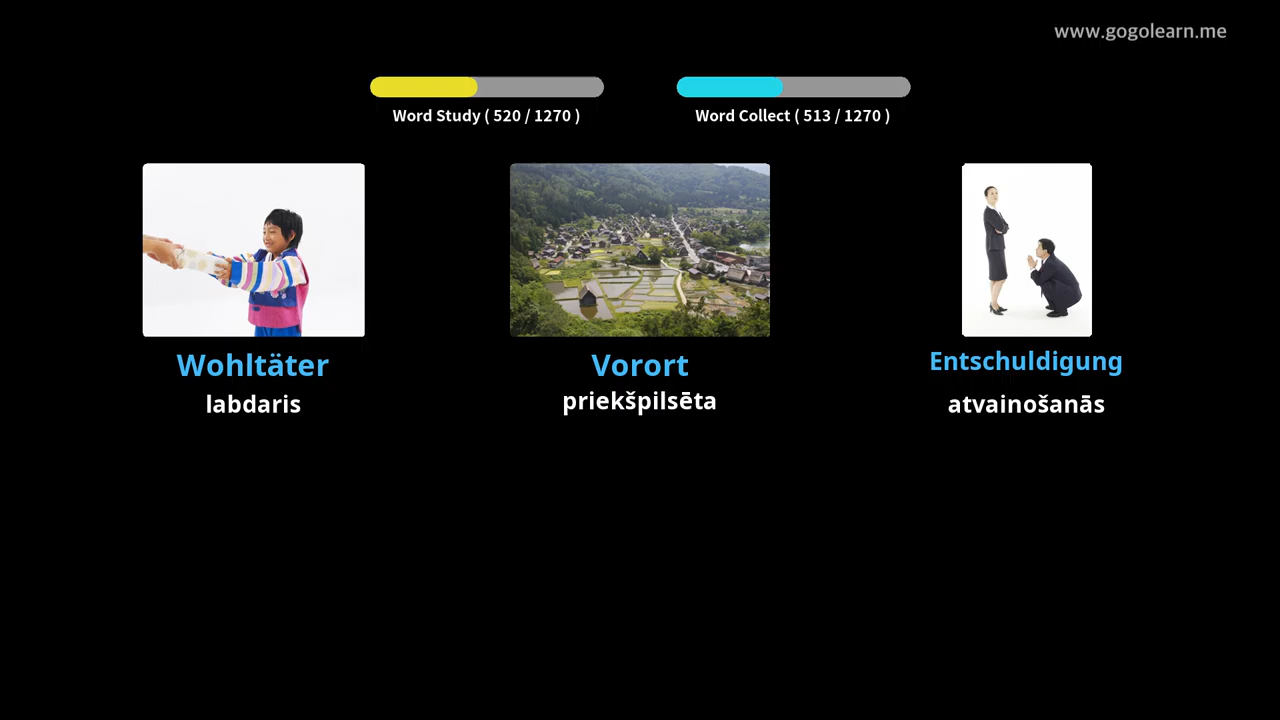 www.gogolearn.me
Word Study ( 520 / 1270 )
Word Collect ( 513 / 1270 )
Wohltäter
labdaris
Vorort
priekšpilsēta
Entschuldigung
atvainošanās